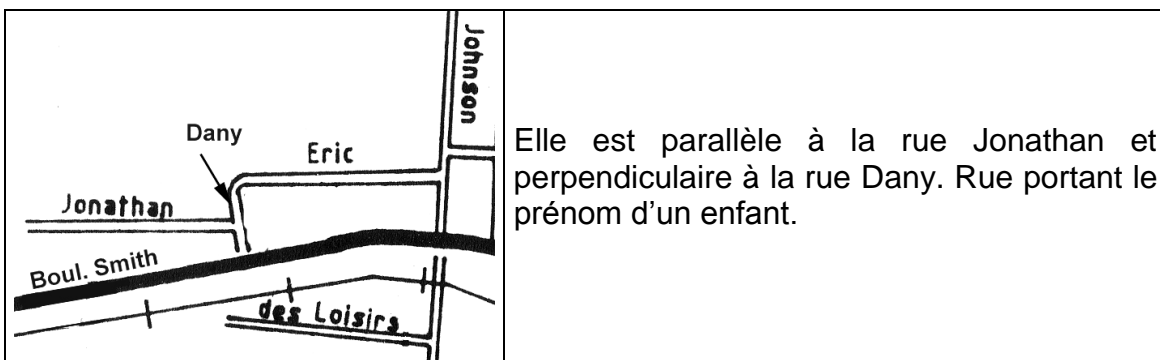 Johnson
Dany
Eric
Jonathan
Boul. Smith
des Loisirs
Elle est parallèle à la rue Jonathan et
perpendiculaire à la rue Dany. Rue portant le
prénom d’un enfant.